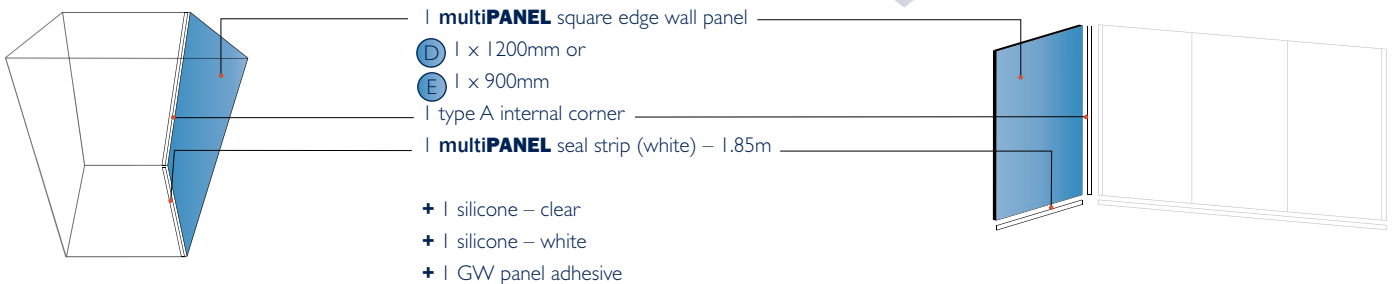 1 multiPANEL square edge wall panel
D 1 x 1200mm or
E 1 x 900mm
1 type A internal corner
1 multiPANEL seal strip (white) – 1.85m
+ 1 silicone – clear
+ 1 silicone – white
+ 1 GW panel adhesive